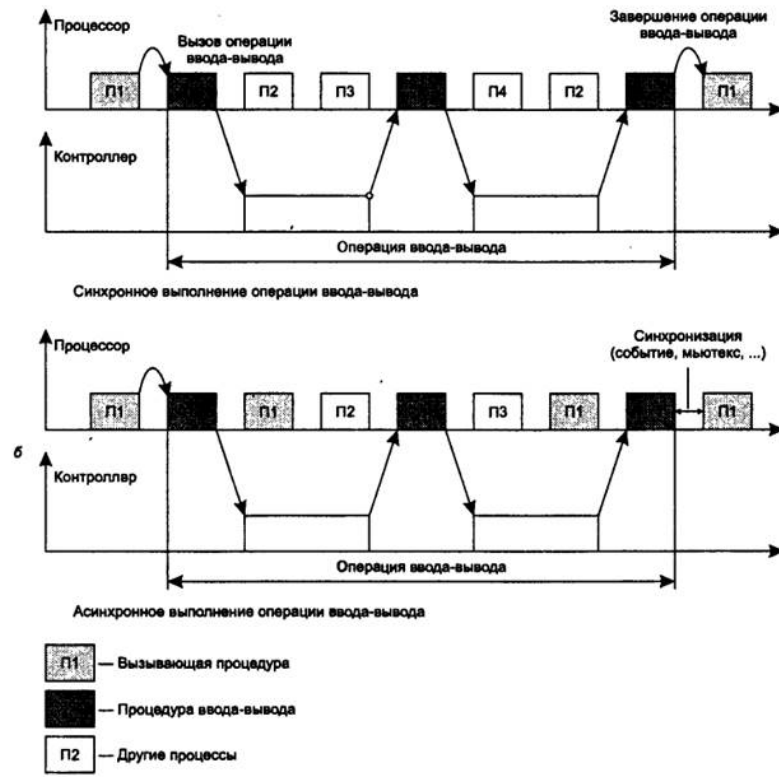 Процессор
Вызов операции
ввода-вывода
Завершение операции
ввода-вывода
П1
П2
П3
П4
П2
П1
Контроллер
Операция ввода-вывода
Синхронное выполнение операции ввода-вывода
Процессор
Синхронизация
(событие, мьютекс, ...)
П1
П1
П2
П3
П1
П1
б
Контроллер
Операция ввода-вывода
Асинхронное выполнение операции ввода-вывода
П1 — Вызывающая процедура
— Процедура ввода-вывода
П2 — Другие процессы